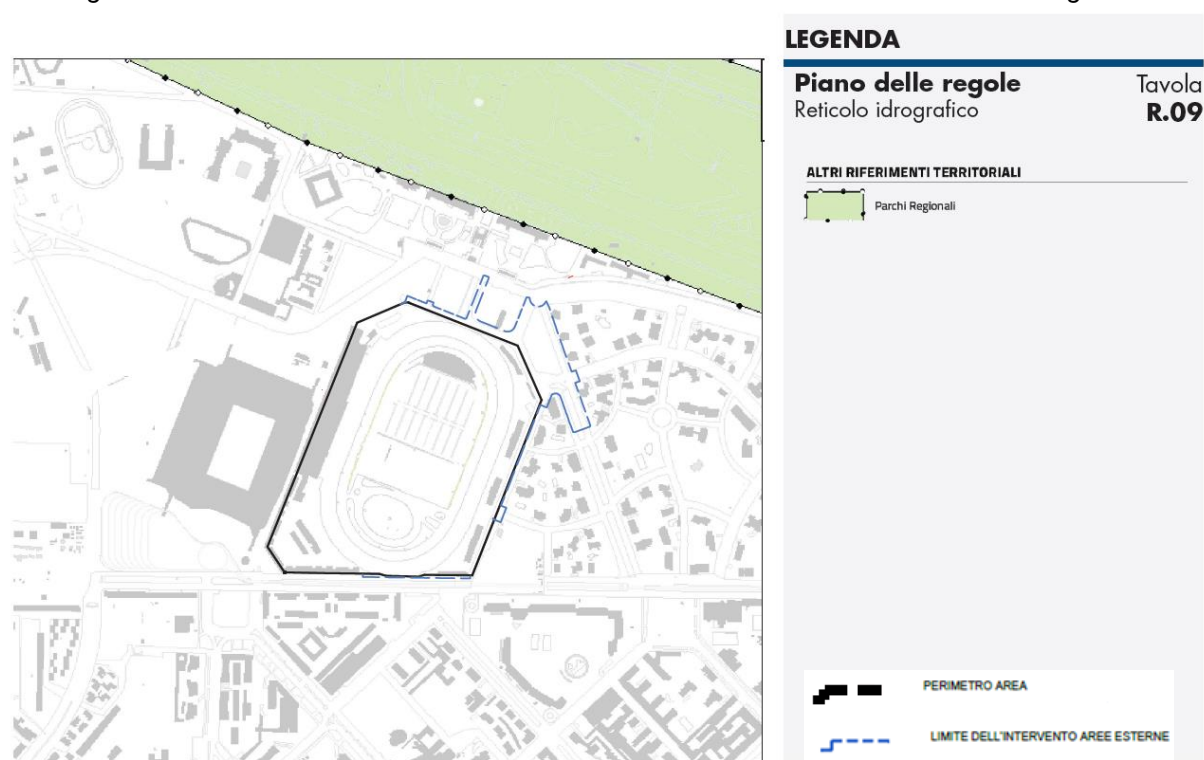 LEGENDA
Piano delle regole Tavola
Reticolo idrografico R.09
ALTRI RIFERIMENTI TERRITORIALI
Parchi Regionali
PERIMETRO AREA
LIMITE DELL'INTERVENTO AREE ESTERNE